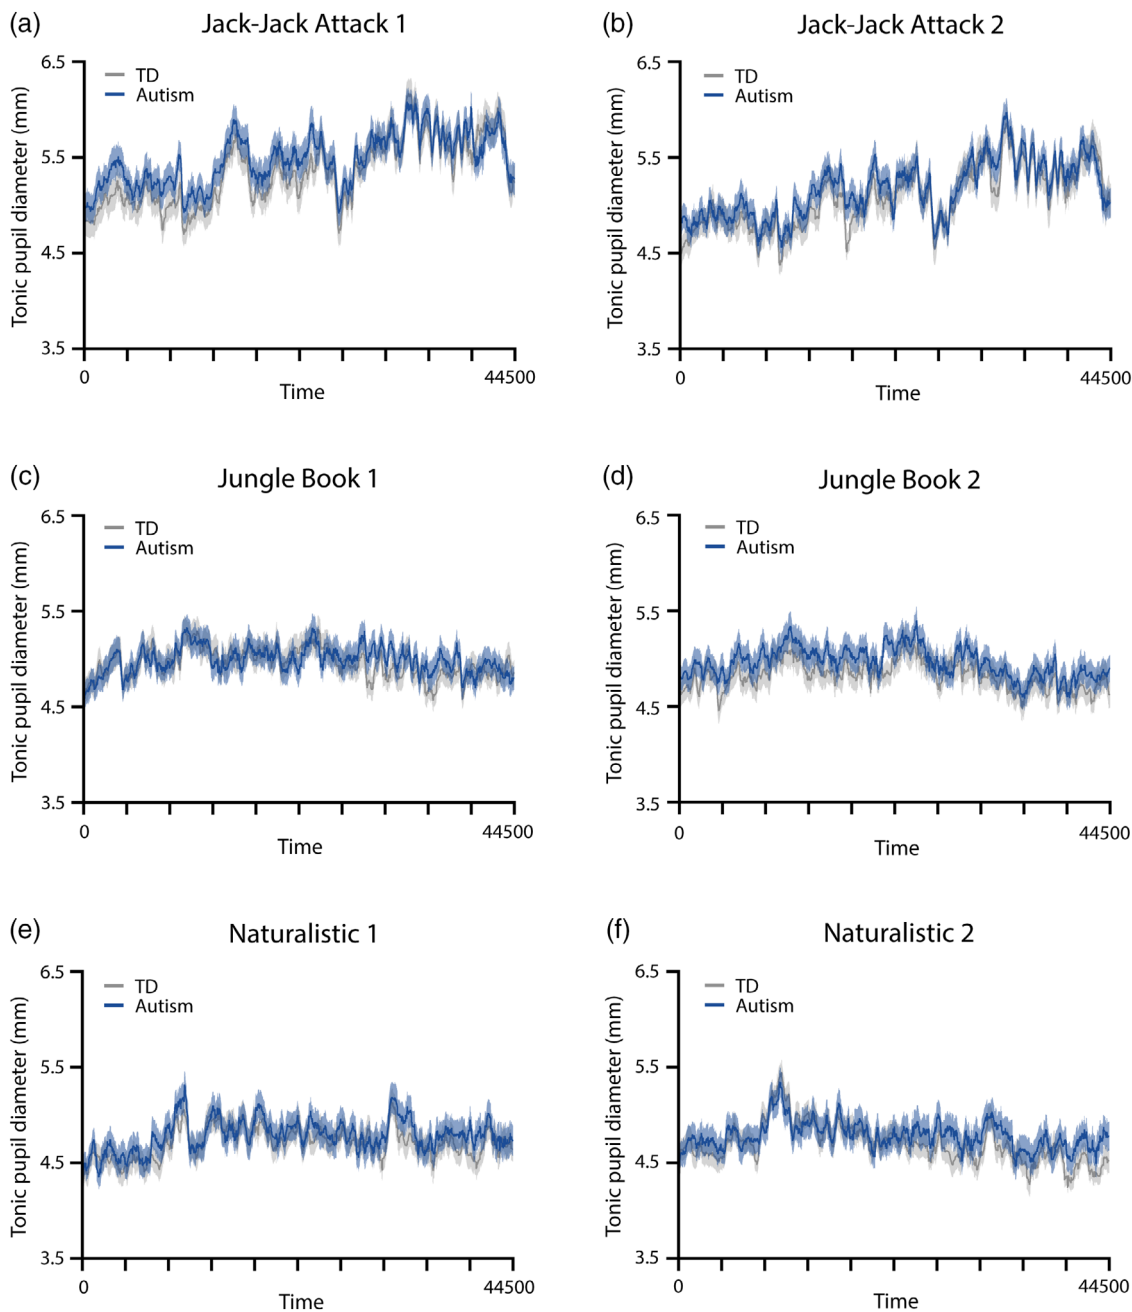 (a)
Jack-Jack Attack 1
6.5
5.5
4.5
3.5
Tonic pupil diameter (mm)
TD
Autism
0
44500
Time
(b)
Jack-Jack Attack 2
6.5
5.5
4.5
3.5
Tonic pupil diameter (mm)
TD
Autism
0
44500
Time
(c)
Jungle Book 1
6.5
5.5
4.5
3.5
Tonic pupil diameter (mm)
TD
Autism
0
44500
Time
(d)
Jungle Book 2
6.5
5.5
4.5
3.5
Tonic pupil diameter (mm)
TD
Autism
0
44500
Time
(e)
Naturalistic 1
6.5
5.5
4.5
3.5
Tonic pupil diameter (mm)
TD
Autism
0
44500
Time
(f)
Naturalistic 2
6.5
5.5
4.5
3.5
Tonic pupil diameter (mm)
TD
Autism
0
44500
Time